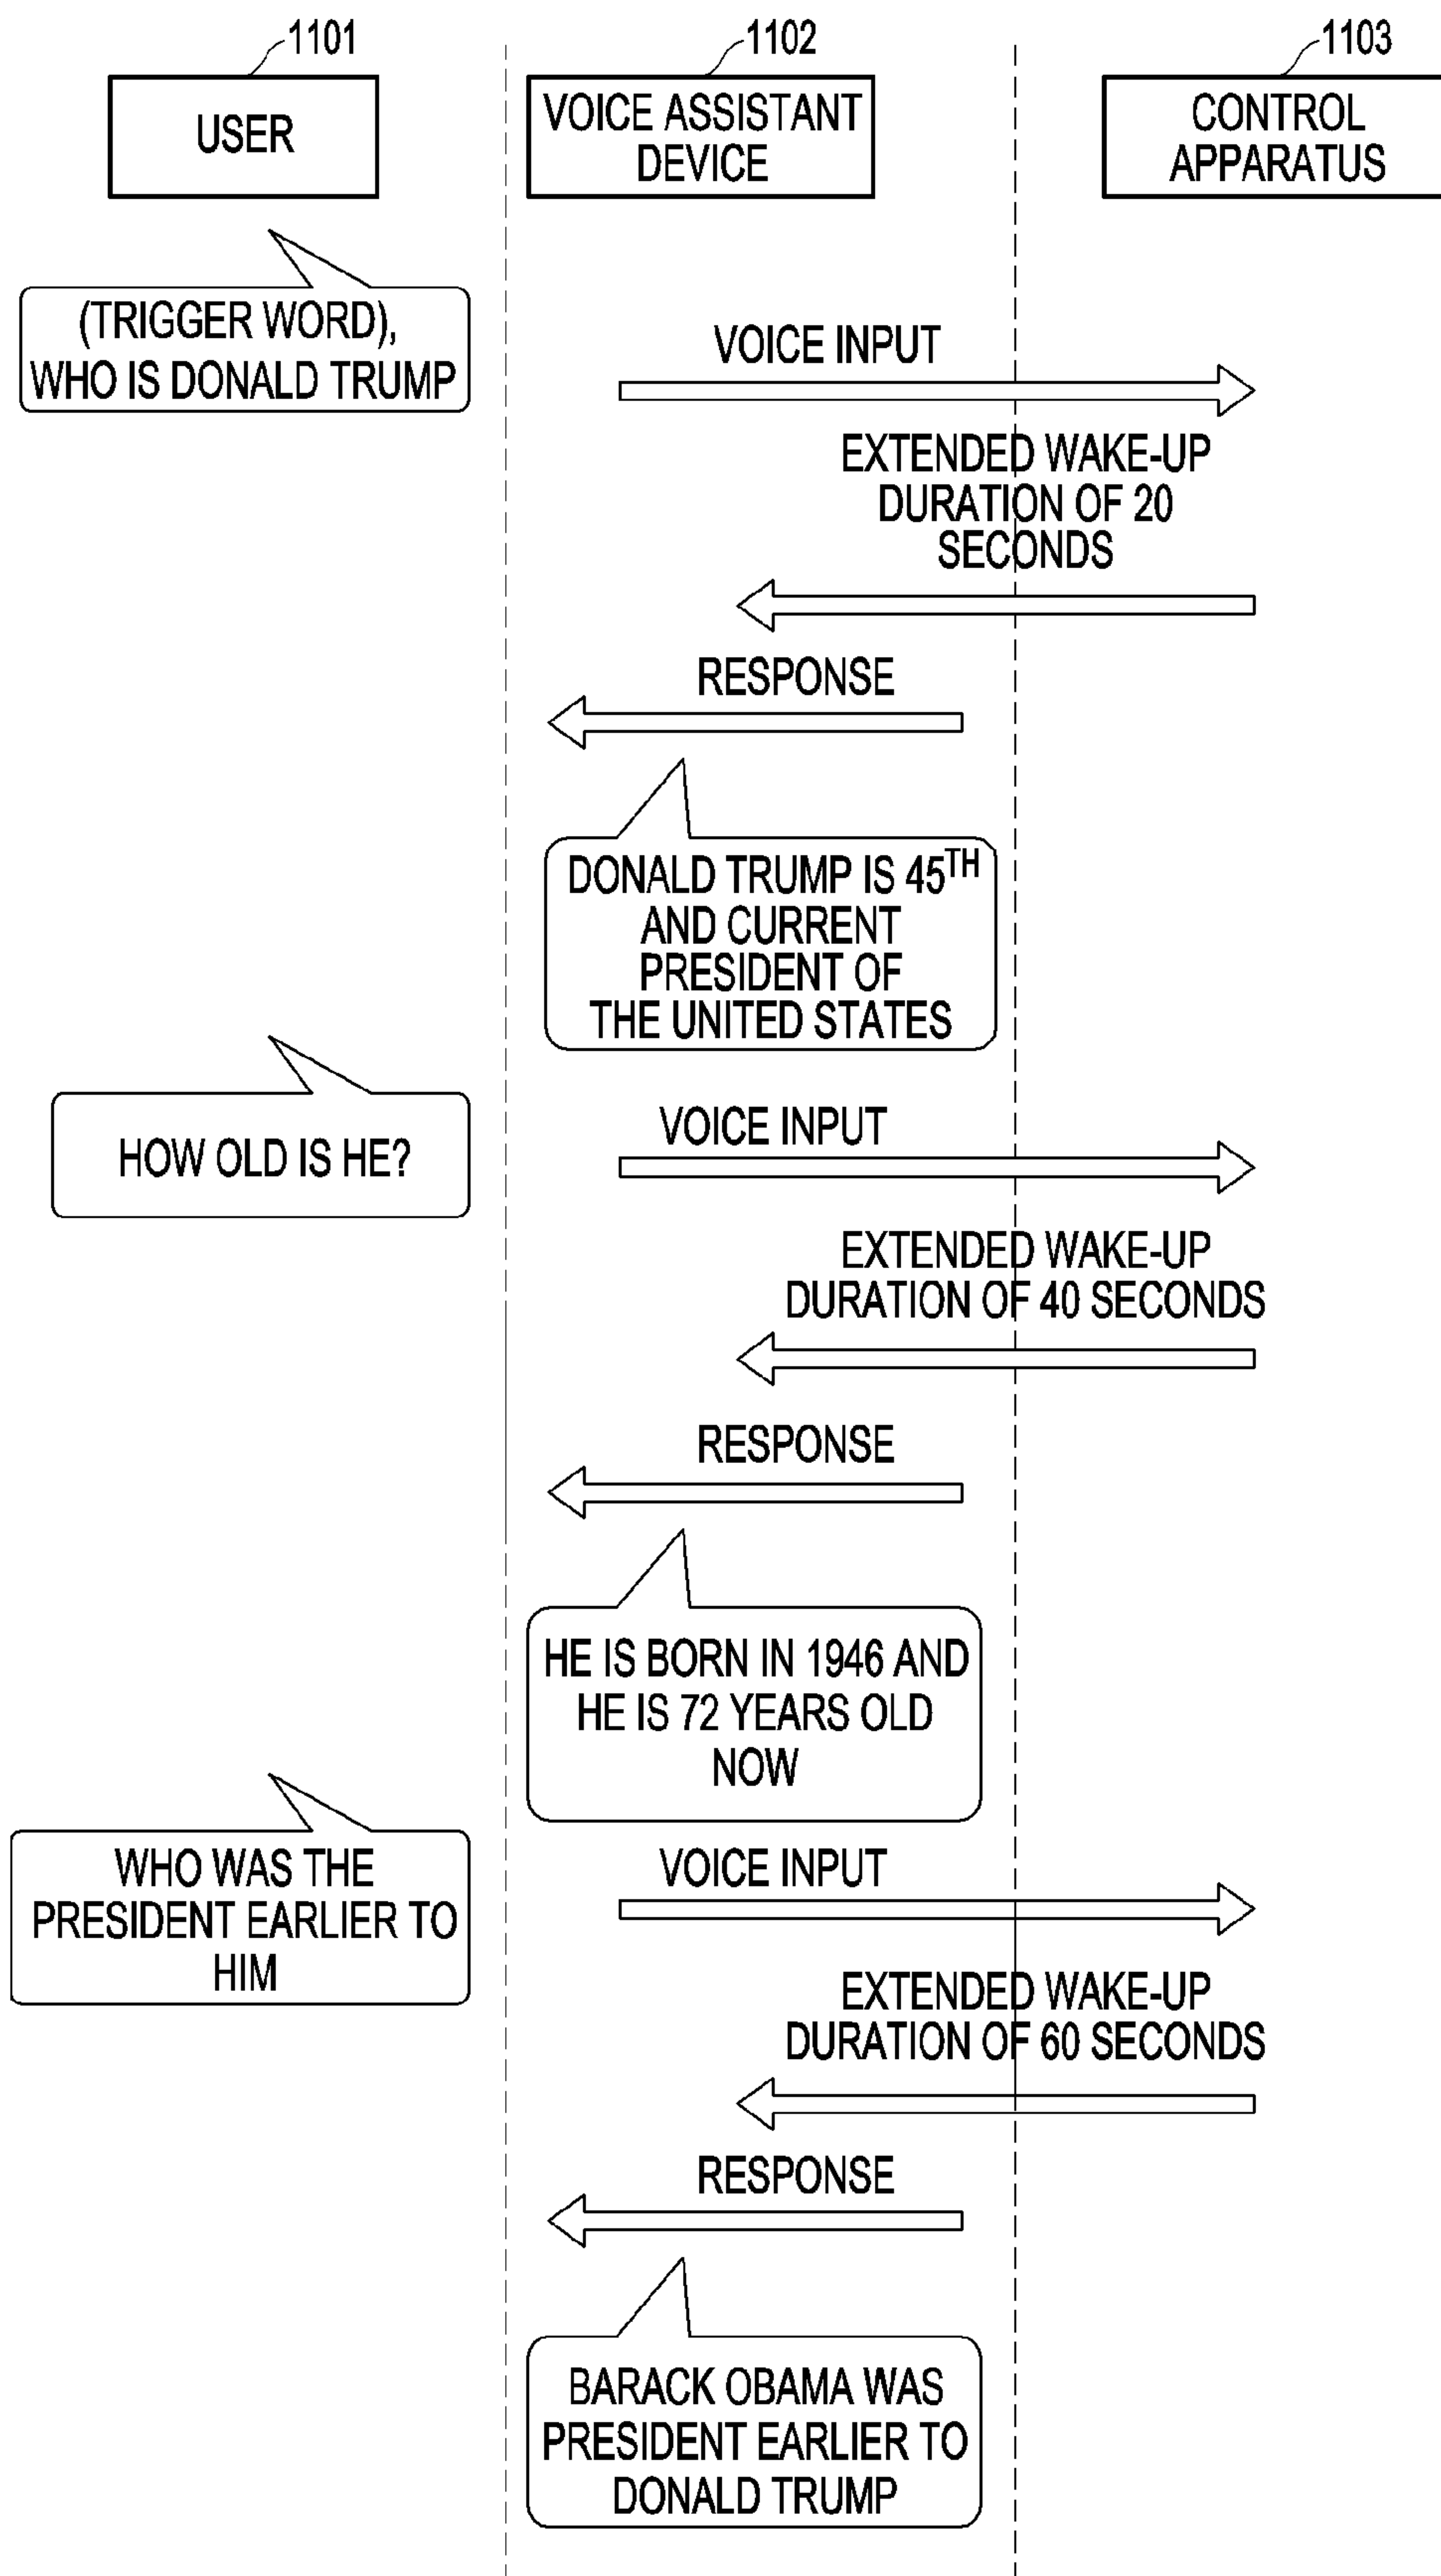 1101
1102
1103
USER
VOICE ASSISTANT
DEVICE
CONTROL
APPARATUS
(TRIGGER WORD),
WHO IS DONALD TRUMP
VOICE INPUT
EXTENDED WAKE-UP
DURATION OF 20
SECONDS
RESPONSE
DONALD TRUMP IS 45TH
AND CURRENT
PRESIDENT OF
THE UNITED STATES
HOW OLD IS HE?
VOICE INPUT
EXTENDED WAKE-UP
DURATION OF 40 SECONDS
RESPONSE
HE IS BORN IN 1946 AND
HE IS 72 YEARS OLD
NOW
WHO WAS THE
PRESIDENT EARLIER TO
HIM
VOICE INPUT
EXTENDED WAKE-UP
DURATION OF 60 SECONDS
RESPONSE
BARACK OBAMA WAS
PRESIDENT EARLIER TO
DONALD TRUMP